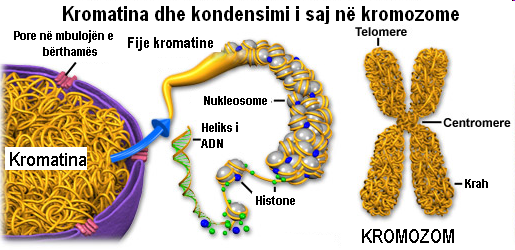 Kromatina dhe kondensimi i saj në kromozome
Pore në mbulojën e
bërthamës
Fije kromatine
Telomere
Nukleosome
Heliks i
ADN
Kromatina
Centromere
Histone
Krah
KROMOZOM